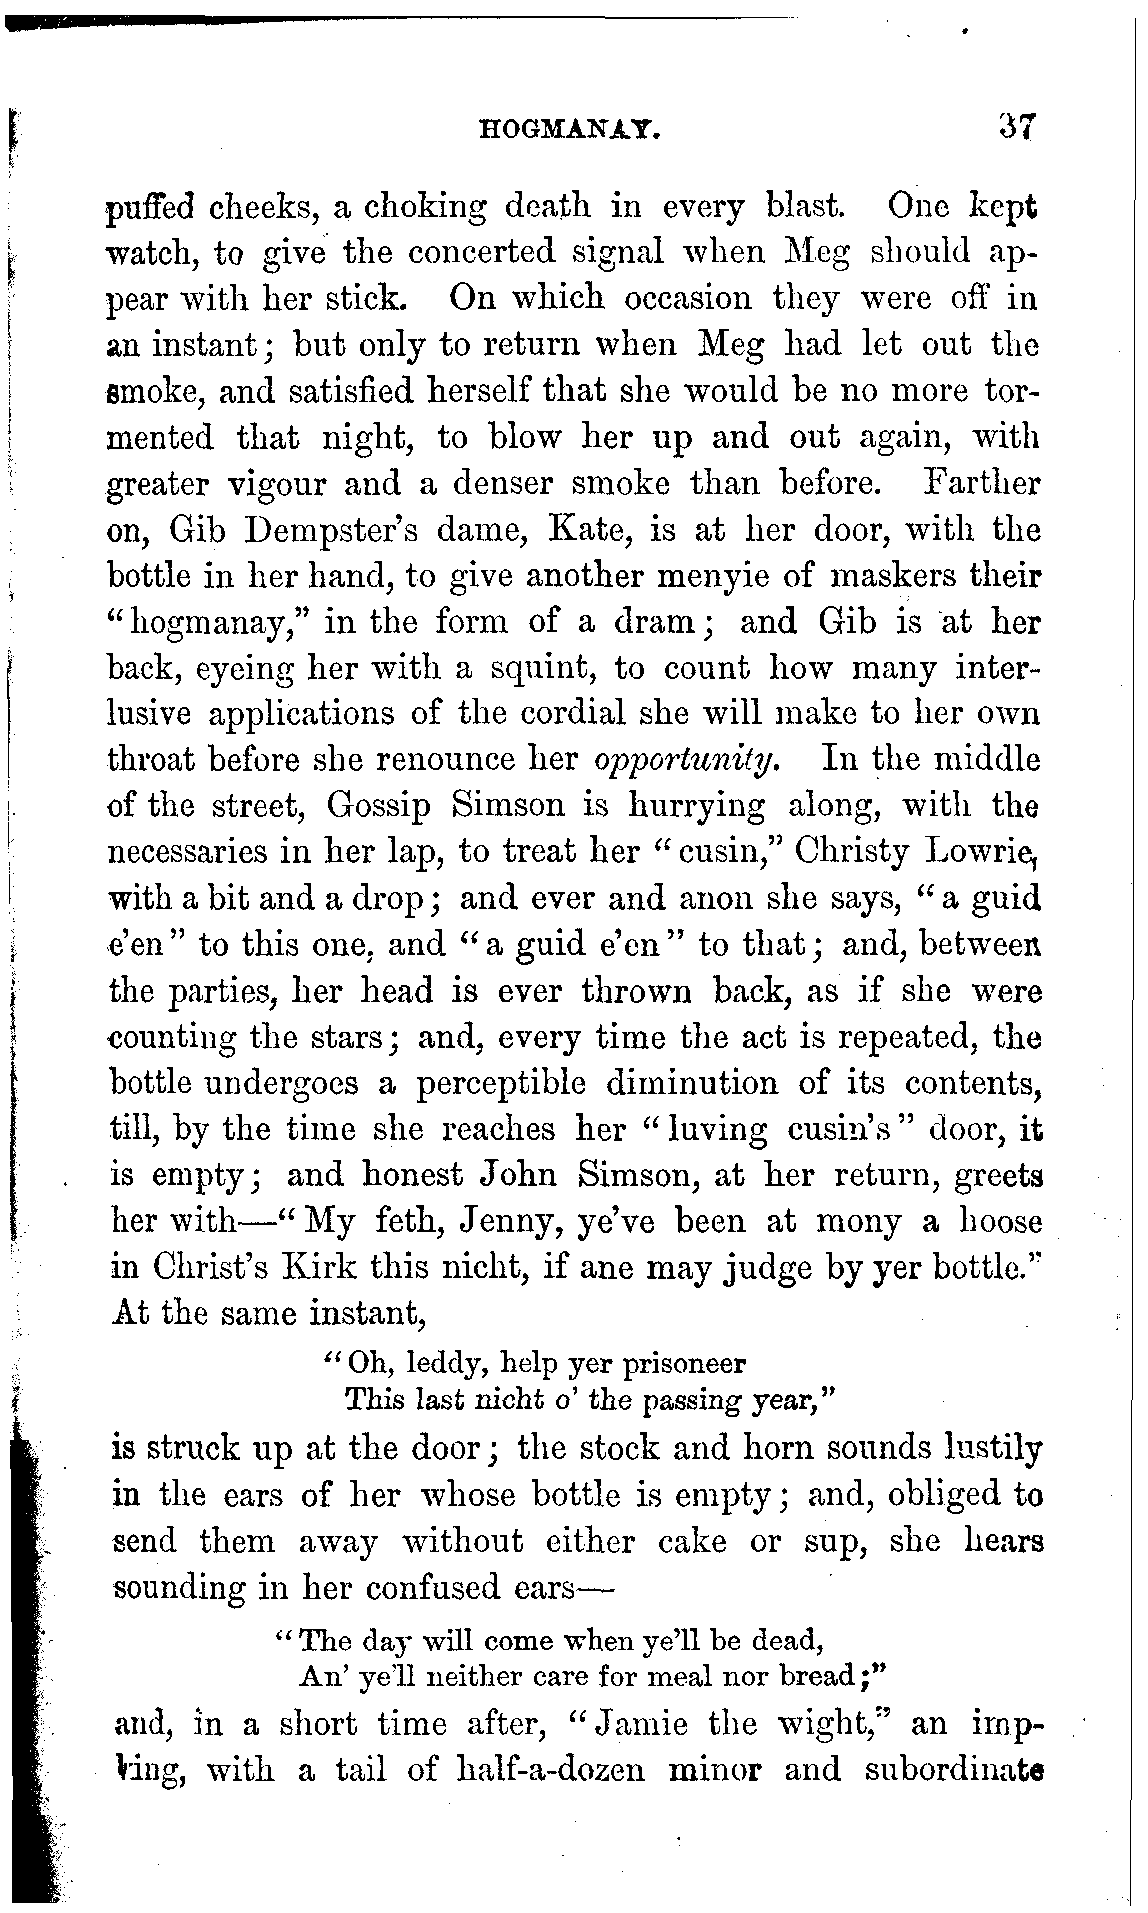 HOGMANAY. 37
puffed cheeks, a choking death in every blast. One kept
watch, to give the concerted signal when Meg should ap-
pear with her stick. On which occasion they were off in
an instant; but only to return when Meg had let out the
smoke, and satisfied herself that she would be no more tor-
mented that night, to blow her up and out again, with
greater vigour and a denser smoke than before. Farther
on, Gib Dempster's dame, Kate, is at her door, with the
bottle in her hand, to give another menyie of maskers their
"hogmanay," in the form of a dram; and Gib is at her
back, eyeing her with a squint, to count how many inter-
lusive applications of the cordial she will make to her own
throat before she renounce her opportunity. In the middle
of the street, Gossip Simson is hurrying along, with the
necessaries in her lap, to treat her "cusin," Christy Lowrie,
with a bit and a drop; and ever and anon she says, "a guid
e'en" to this one, and "a guid e'en" to that; and, between
the parties, her head is ever thrown back, as if she were
counting the stars; and, every time the act is repeated, the
bottle undergoes a perceptible diminution of its contents,
till, by the time she reaches her "luving cusin's" door, it
is empty; and honest John Simson, at her return, greets
her with—"My feth, Jenny, ye've been at mony a hoose
in Christ's Kirk this nicht, if ane may judge by yer bottle."
At the same instant,
"Oh, leddy, help yer prisoneer
This last nicht o' the passing year,"
is struck up at the door; the stock and horn sounds lustily
in the ears of her whose bottle is empty; and, obliged to
send them away without either cake or sup, she hears
sounding in her confused ears—
"The day will come when ye'll be dead,
An' ye'll neither care for meal nor bread;"
and, in a short time after, "Jamie the wight," an imp-
ling, with a tail of half-a-dozen minor and subordinate